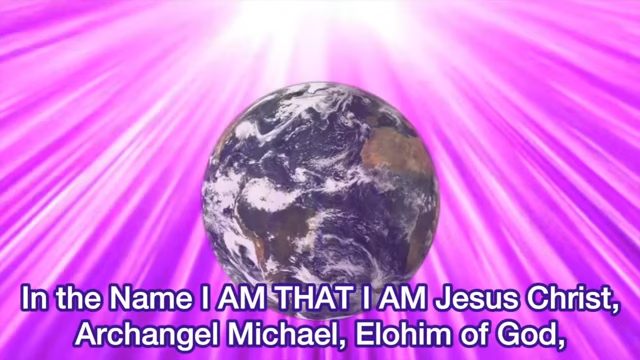 In the Name I AM THAT I AM Jesus Christ,
Archangel Michael, Elohim of God,